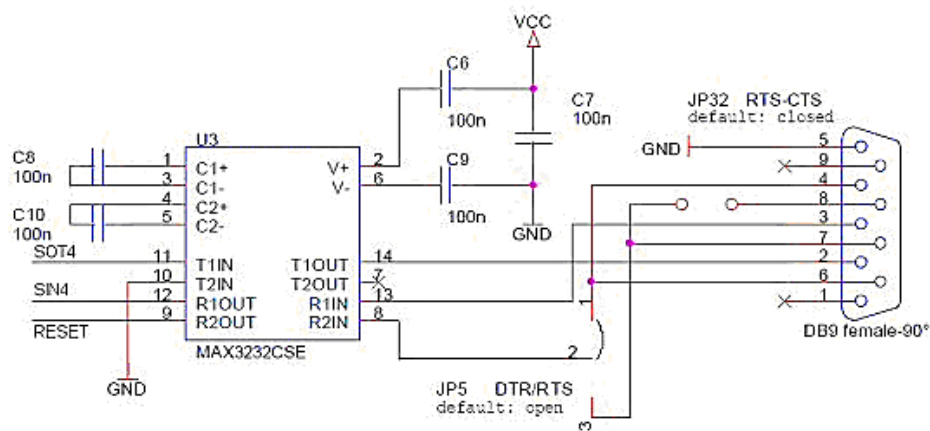 VCC
C6
100n
C7
100n
JP32 RTS-CTS
default: closed
GND
5
9
4
8
3
7
2
6
1
DB9 female-90°
U3
C8
100n
1
3
4
5
C1+
C1-
C2+
C2-
V+
V-
2
6
C9
100n
GND
C10
100n
SOT4
11
T1IN
T1OUT
14
10
T2IN
T2OUT
7
SIN4
12
R1OUT
R1IN
13
RESET
9
R2OUT
R2IN
8
MAX3232CSE
GND
1
2
3
JP5 DTR/RTS
default: open